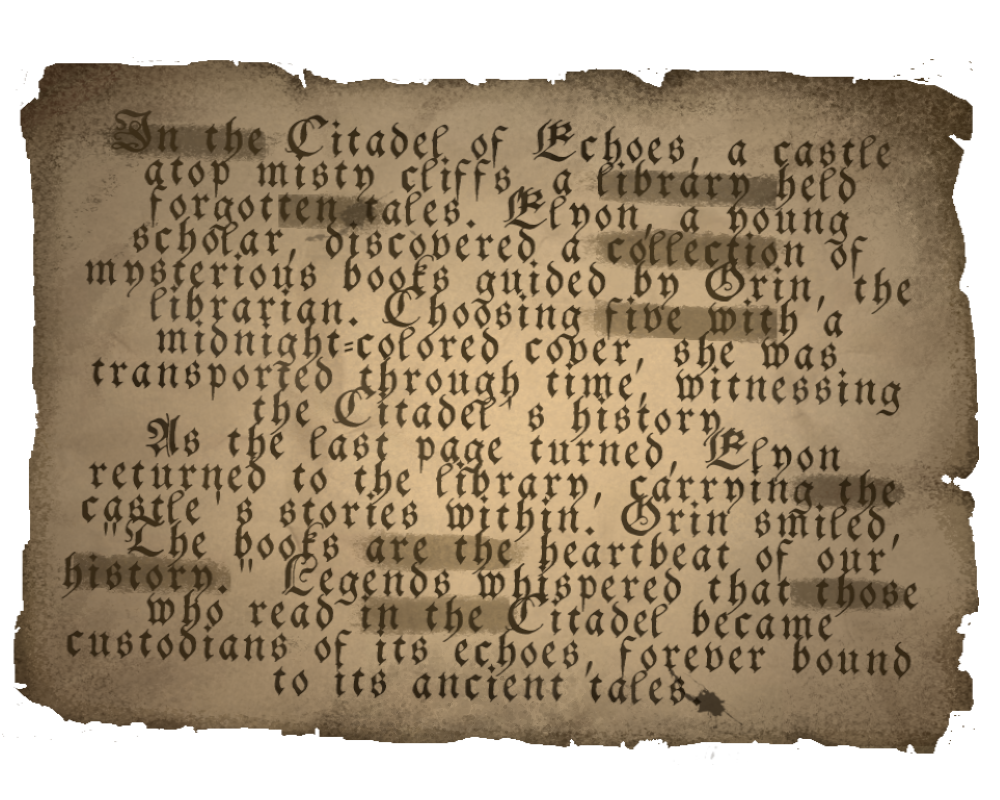 In the Citadel of Echoes, a castle
atop misty cliffs, a library held
forgotten tales. Elyon, a young
scholar, discovered a collection of
mysterious books guided by Orin, the
librarian. Choosing five with a
midnight-colored cover, she was
transported through time, witnessing
the Citadel's history.
As the last page turned, Elyon
returned to the library, carrying the
castle's stories within. Orin smiled,
"The books are the heartbeat of our
history." Legends whispered that those
who read in the Citadel became
custodians of its echoes, forever bound
to its ancient tales.